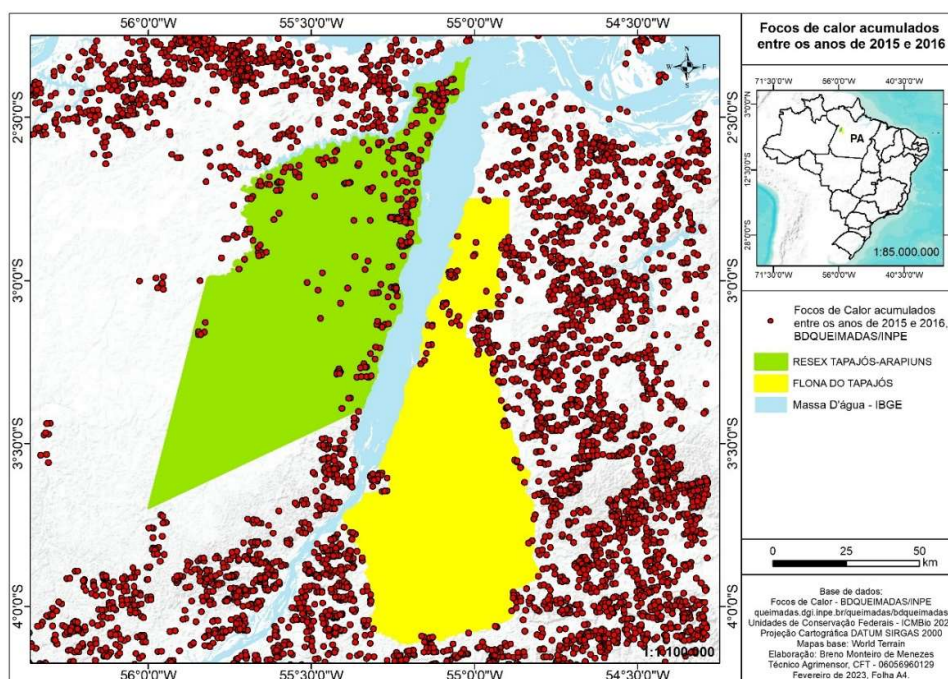 56°0'0"W
55°30'0"W
55°0'0"W
54°30'0"W
2°30'0"S
3°0'0"S
3°30'0"S
4°0'0"S
2°30'0"S
3°0'0"S
3°30'0"S
4°0'0"S
N
W
S
1:1.100.000
56°0'0"W
55°30'0"W
55°0'0"W
54°30'0"W
Focos de calor acumulados
entre os anos de 2015 e 2016
71°30'0"W
56°0'0"W
40°30'0"W
3°0'0"N
12°30'0"S
28°0'0"S
PA
1:85.000.000
71°30'0"W
56°0'0"W
40°30'0"W
Focos de Calor acumulados
entre os anos de 2015 e 2016,
BDQUEIMADAS/INPE
RESEX TAPAJÓS-ARAPIUNS
FLONA DO TAPAJÓS
Massa D'água - IBGE
0 25 50
km
Base de dados:
Focos de Calor - BDQUEIMADAS/INPE
queimadas.dgi.inpe.br/queimadas/bdqueimadas
Unidades de Conservação Federais - ICMBio 202
Projeção Cartográfica DATUM SIRGAS 2000
Mapas base: World Terrain
Elaboração: Breno Monteiro de Menezes
Técnico Agrimensor, CFT - 06056960129
Fevereiro de 2023, Folha A4.